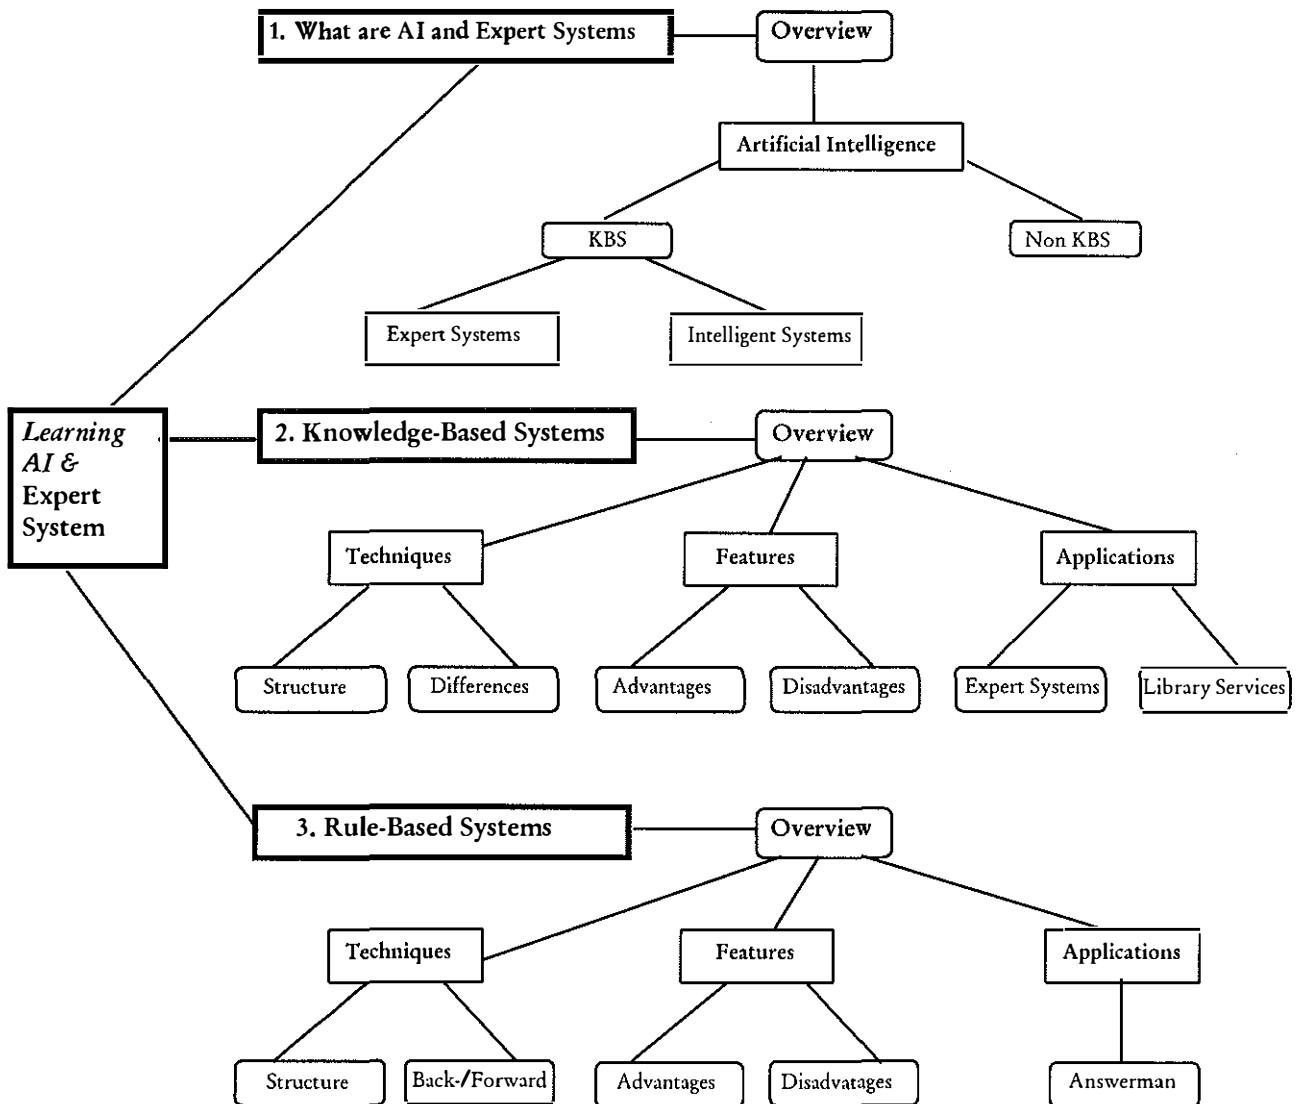 1. What are AI and Expert Systems
Overview
Artificial Intelligence
KBS
Non KBS
Expert Systems
Intelligent Systems
Learning
AI &
Expert
System
2. Knowledge-Based Systems
Overview
Techniques
Features
Applications
Structure
Differences
Advantages
Disadvantages
Expert Systems
Library Services
3. Rule-Based Systems
Overview
Techniques
Features
Applications
Structure
Back-/Forward
Advantages
Disadvatages
Answerman